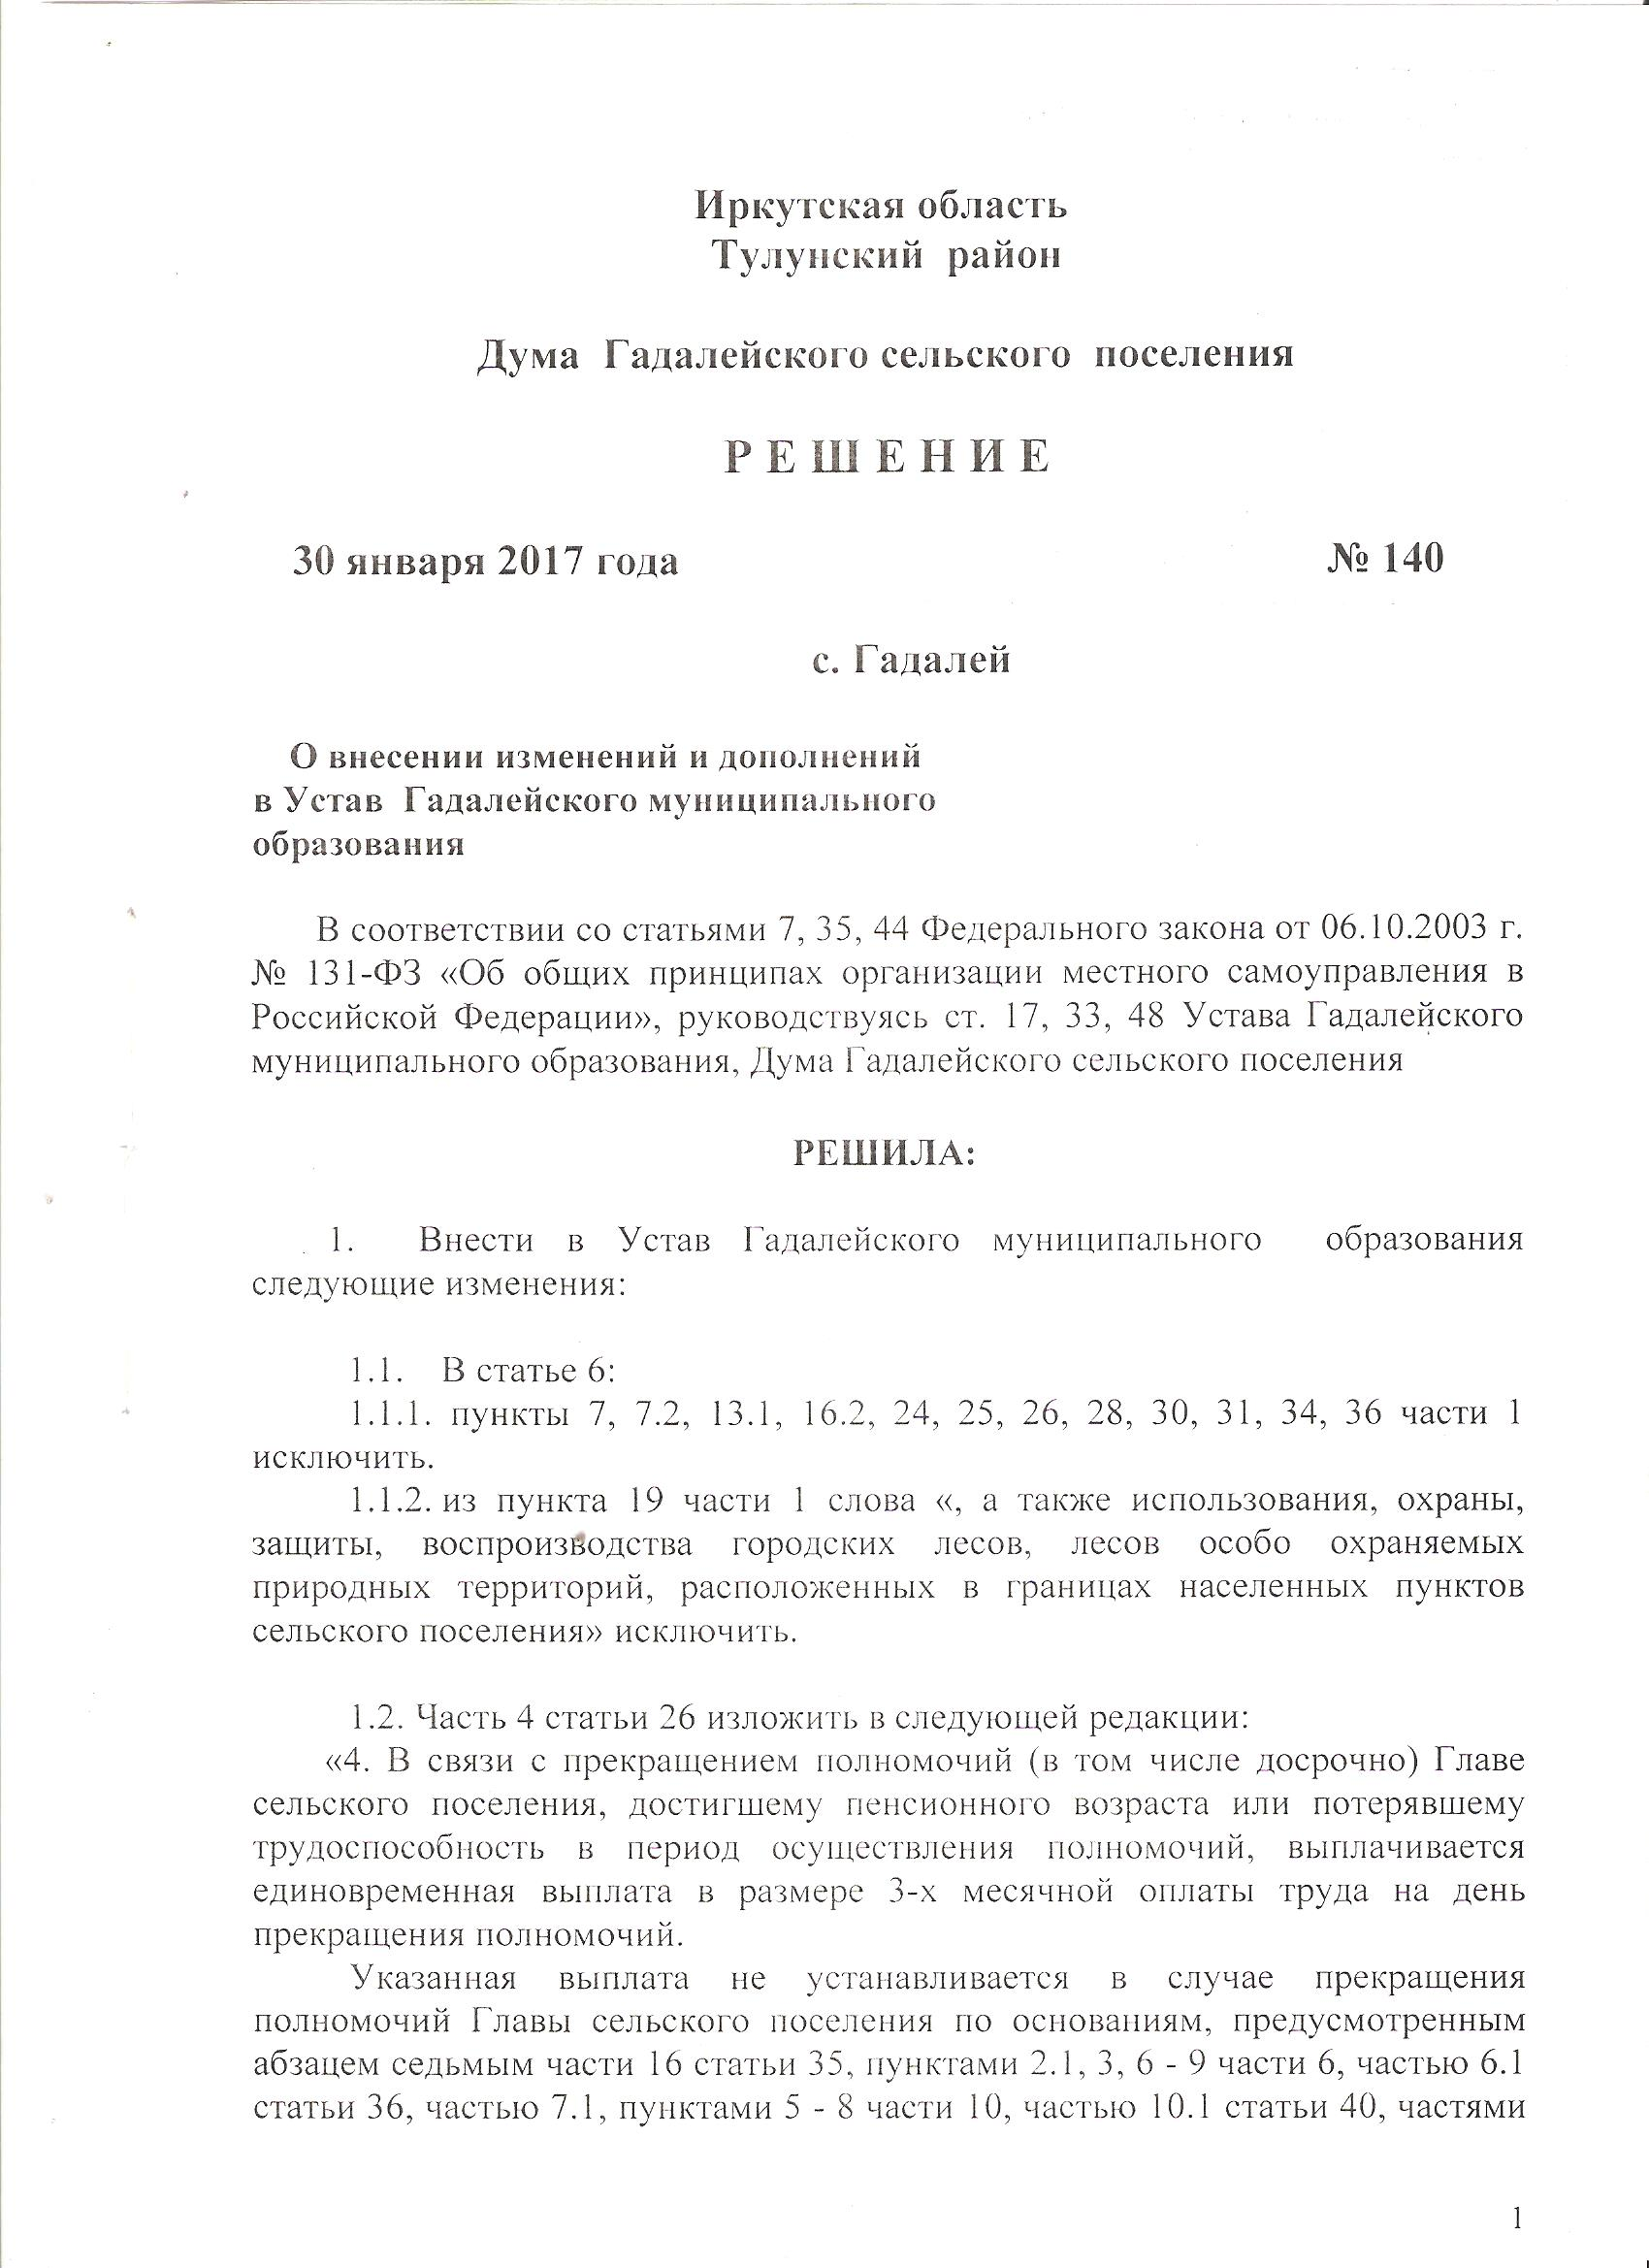 Иркутская область
Тулунский район
Дума Гадалейского сельского поселения
Р Е Ш Е Н И Е
30 января 2017 года № 140
с. Гадалей
О внесении изменений и дополнений
в Устав Гадалейского муниципального
образования
В соответствии со статьями 7, 35, 44 Федерального закона от 06.10.2003 г.
№ 131-ФЗ «Об общих принципах организации местного самоуправления в
Российской Федерации», руководствуясь ст. 17, 33, 48 Устава Гадалейского
муниципального образования, Дума Гадалейского сельского поселения
РЕШИЛА:
1. Внести в Устав Гадалейского муниципального образования
следующие изменения:
1.1. В статье 6:
1.1.1. пункты 7, 7.2, 13.1, 16.2, 24, 25, 26, 28, 30, 31, 34, 36 части 1
исключить.
1.1.2. из пункта 19 части 1 слова «, а также использования, охраны,
защиты, воспроизводства городских лесов, лесов особо охраняемых
природных территорий, расположенных в границах населенных пунктов
сельского поселения» исключить.
1.2. Часть 4 статьи 26 изложить в следующей редакции:
«4. В связи с прекращением полномочий (в том числе досрочно) Главе
сельского поселения, достигшему пенсионного возраста или потерявшему
трудоспособность в период осуществления полномочий, выплачивается
единовременная выплата в размере 3-х месячной оплаты труда на день
прекращения полномочий.
Указанная выплата не устанавливается в случае прекращения
полномочий Главы сельского поселения по основаниям, предусмотренным
абзацем седьмым части 16 статьи 35, пунктами 2.1, 3, 6 - 9 части 6, частью 6.1
статьи 36, частью 7.1, пунктами 5 - 8 части 10, частью 10.1 статьи 40, частями
1